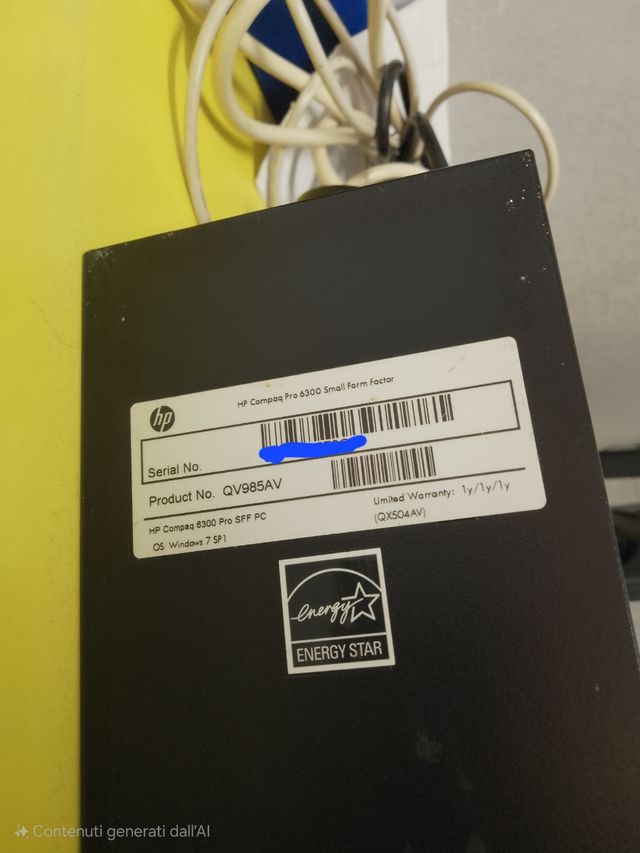 HP Compaq Pro 6300 Small Form Factor
hp
Serial No.
Product No. QV985AV
Limited Warranty: 1y/1y/1y
HP Compaq 6300 Pro SFF PC
(QX504AV)
OS: Windows 7 SP1
energy
ENERGY STAR
Contenuti generati dall'AI